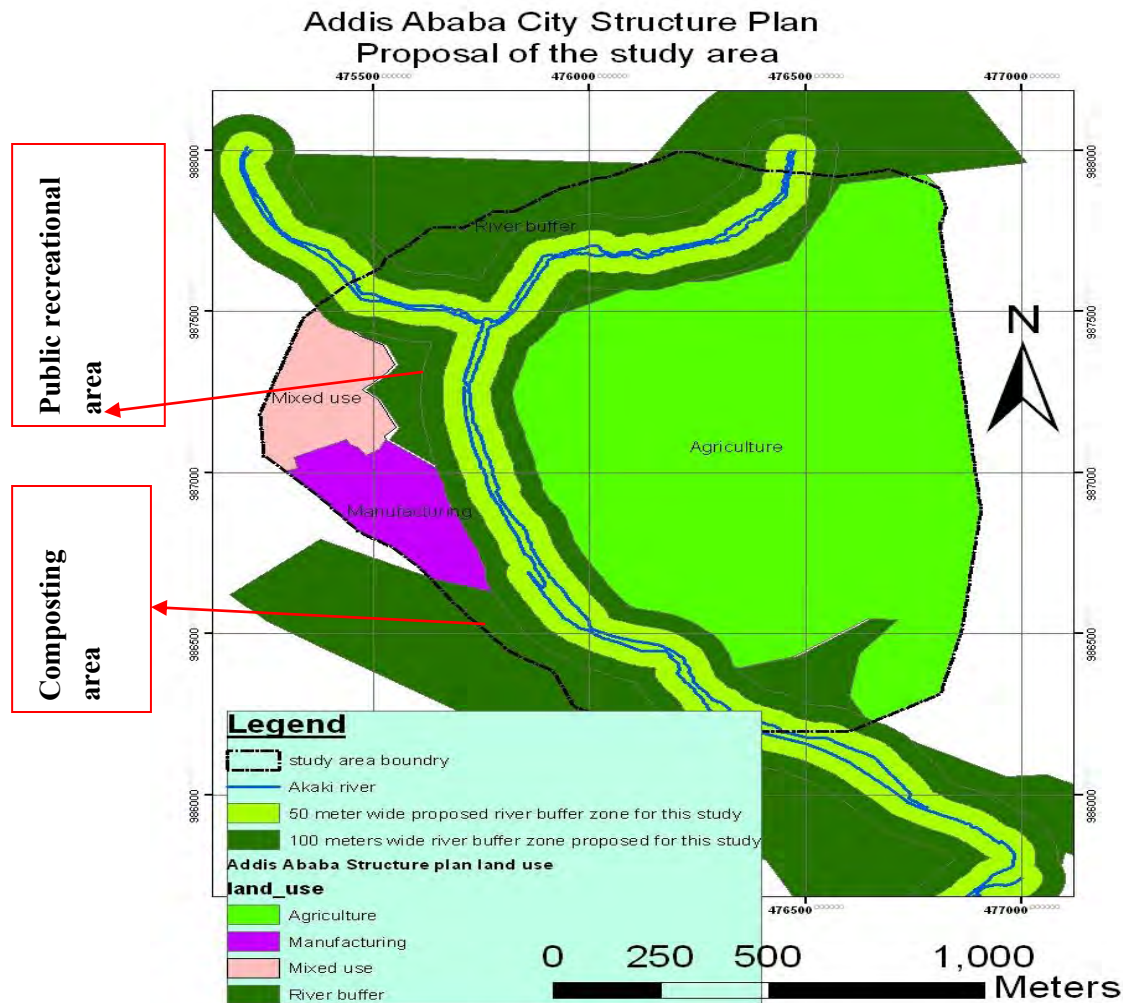 Addis Ababa City Structure Plan
Proposal of the study area
475500 476000 476500 477000
988000
988000
River buffer
Public recreational
area
987500
987500
N
Mixed use
Agriculture
987000
987000
Manufacturing
Composting
area
986500
986500
Legend
study area boundry
Akaki river
50 meter wide proposed river buffer zone for this study
100 meters wide river buffer zone proposed for this study
986000
986000
Addis Ababa Structure plan land use
land_use
Agriculture
Manufacturing
Mixed use
River buffer
476500 477000
0 250 500 1,000
Meters